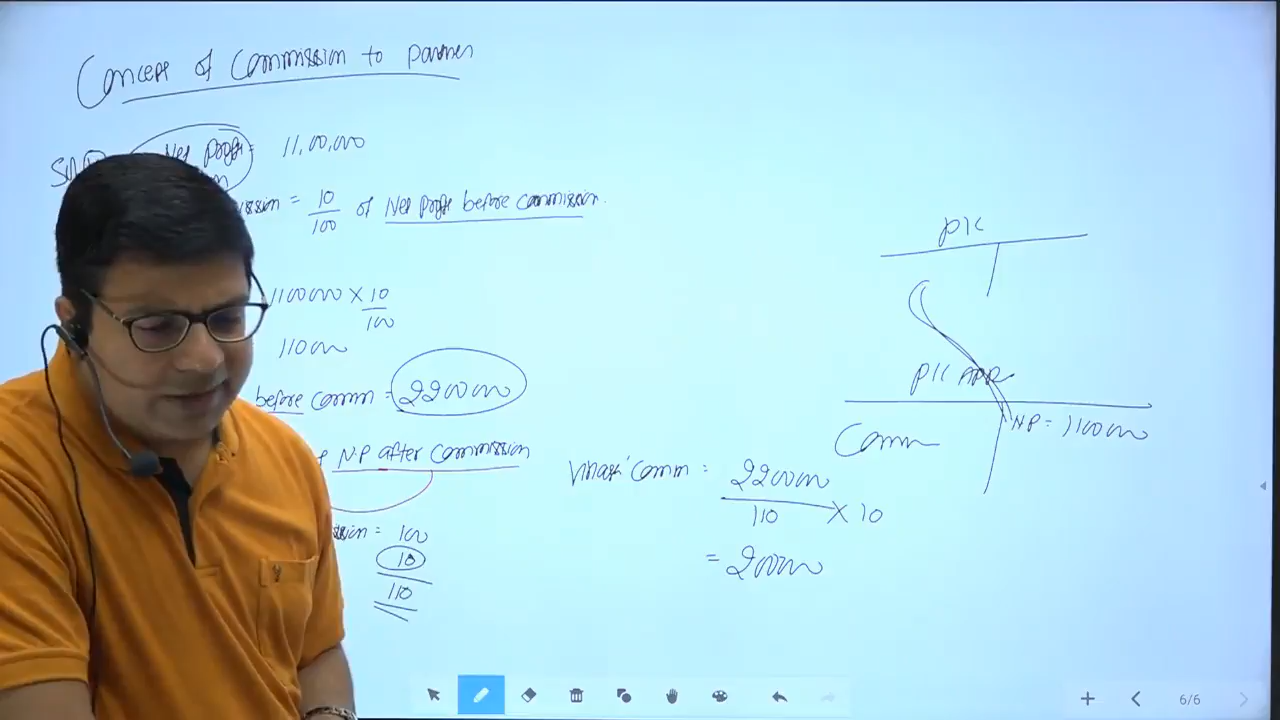 Concept of Commission to partner
Net profit = 11,00,000
ssion = 10/100 of Net profit before commission.
1100000 × 10/100
110000
before comm = 2200000
NP after Commission
ssion = 100
10
110
comm = 2200000/110 × 10
= 200000
P/L
P/L APP
Comm
NP = 1100000
6/6